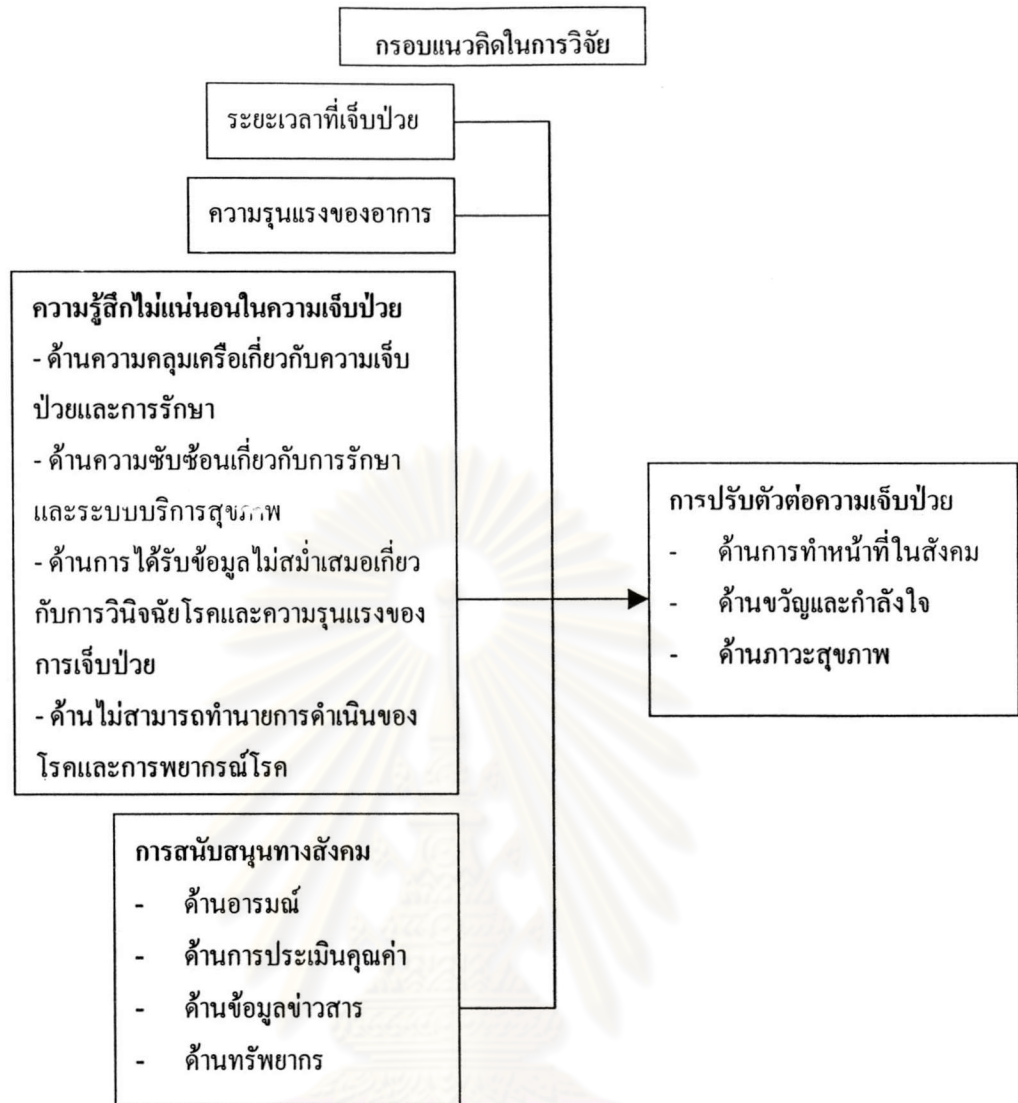 กรอบแนวคิดในการวิจัย
ระยะเวลาที่เจ็บป่วย
ความรุนแรงของอาการ
ความรู้สึกไม่แน่นอนในความเจ็บป่วย
- ด้านความคลุมเครือเกี่ยวกับความเจ็บ
ป่วยและการรักษา
- ด้านความซับซ้อนเกี่ยวกับการรักษา
และระบบบริการสุขภาพ
- ด้านการได้รับข้อมูลไม่สม่ำเสมอเกี่ยว
กับการวินิจฉัยโรคและความรุนแรงของ
การเจ็บป่วย
- ด้านไม่สามารถทำนายการดำเนินของ
โรคและการพยากรณ์โรค
การสนับสนุนทางสังคม
- ด้านอารมณ์
- ด้านการประเมินคุณค่า
- ด้านข้อมูลข่าวสาร
- ด้านทรัพยากร
การปรับตัวต่อความเจ็บป่วย
- ด้านการทำหน้าที่ในสังคม
- ด้านขวัญและกำลังใจ
- ด้านภาวะสุขภาพ